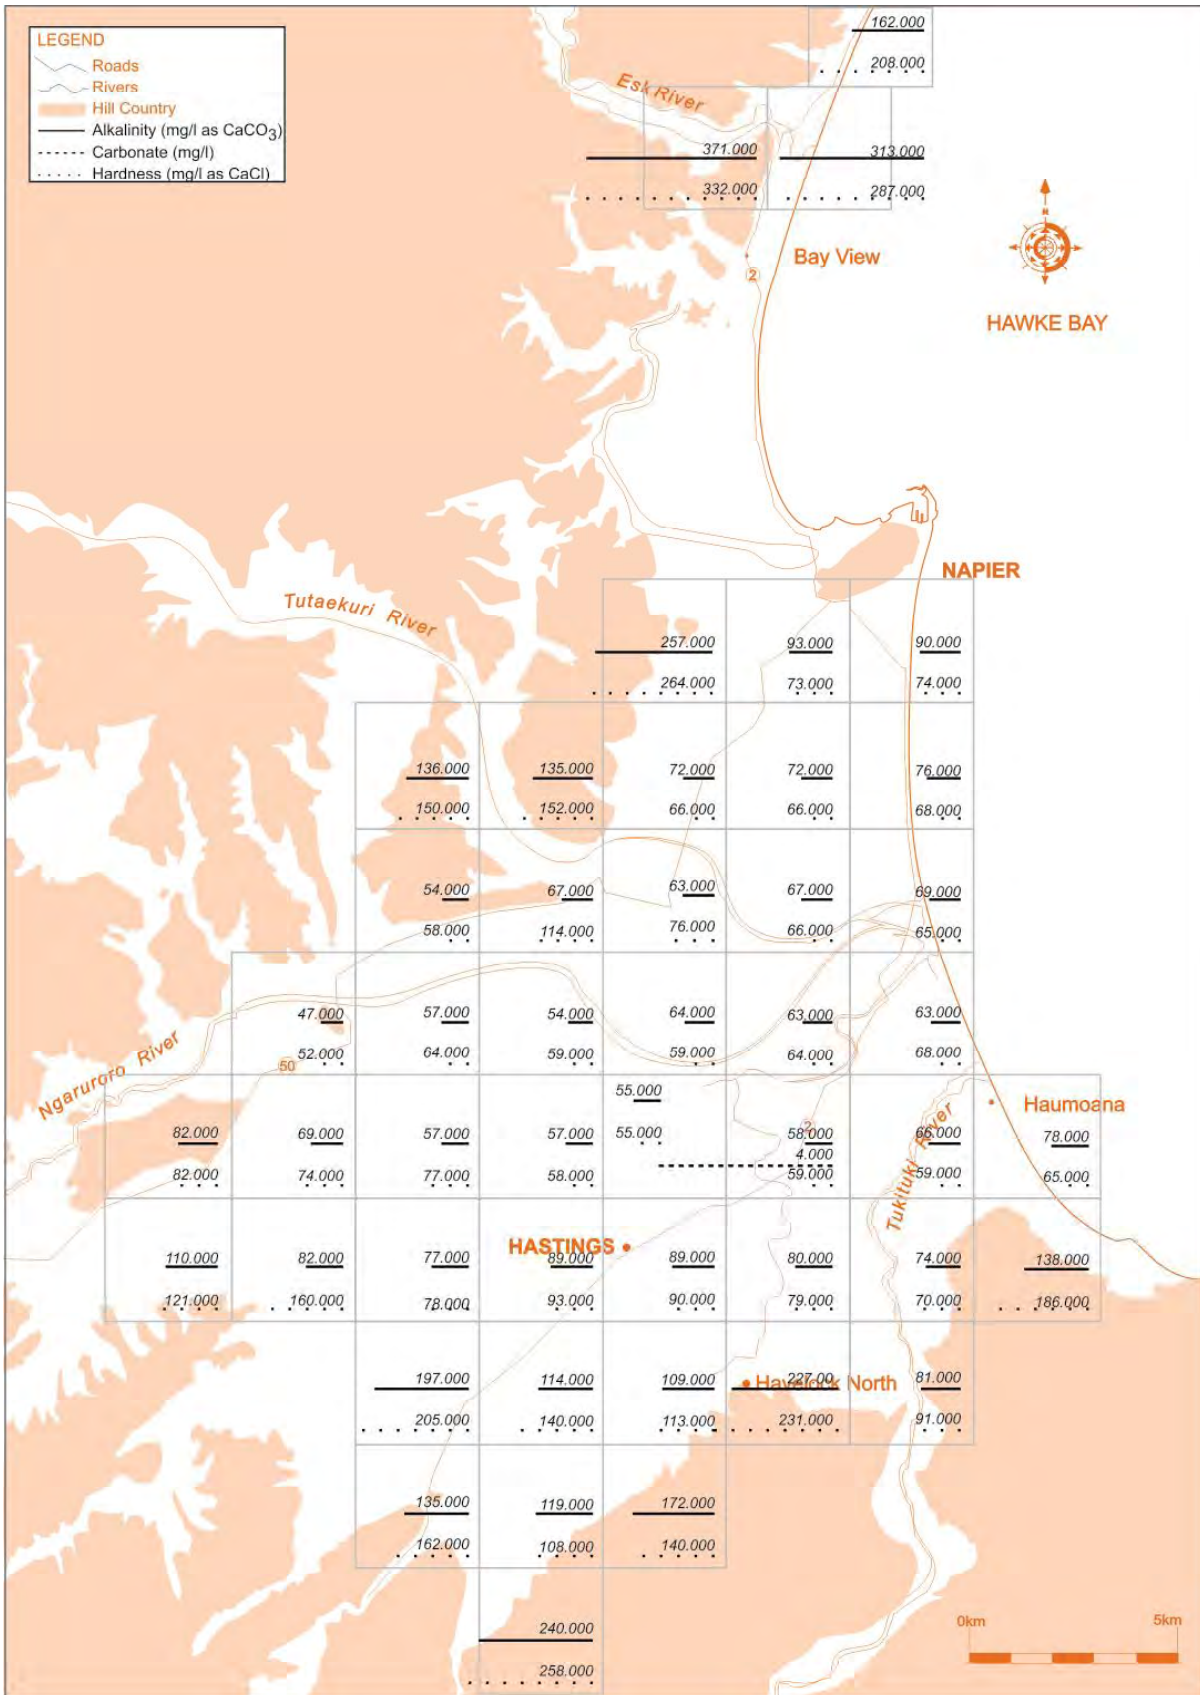 LEGEND
Roads
Rivers
Hill Country
Alkalinity (mg/l as CaCO3)
Carbonate (mg/l)
Hardness (mg/l as CaCl)
162.000
208.000
Esk River
371.000 313.000
332.000 287.000
Bay View
2
N
HAWKE BAY
NAPIER
Tutaekuri River
257.000 93.000 90.000
264.000 73.000 74.000
136.000 135.000 72.000 72.000 76.000
150.000 152.000 66.000 66.000 68.000
54.000 67.000 63.000 67.000 69.000
58.000 114.000 76.000 66.000 65.000
47.000 57.000 54.000 64.000 63.000 63.000
52.000 64.000 59.000 59.000 64.000 68.000
50
Ngaruroro River
55.000
Haumoana
2
82.000 69.000 57.000 57.000 55.000 58.000 66.000 78.000
4.000
82.000 74.000 77.000 58.000 59.000 59.000 65.000
Tukituki River
HASTINGS
110.000 82.000 77.000 89.000 89.000 80.000 74.000 138.000
121.000 160.000 78.000 93.000 90.000 79.000 70.000 186.000
197.000 114.000 109.000 227.00 81.000
Havelock North
205.000 140.000 113.000 231.000 91.000
135.000 119.000 172.000
162.000 108.000 140.000
240.000
258.000
0km 5km